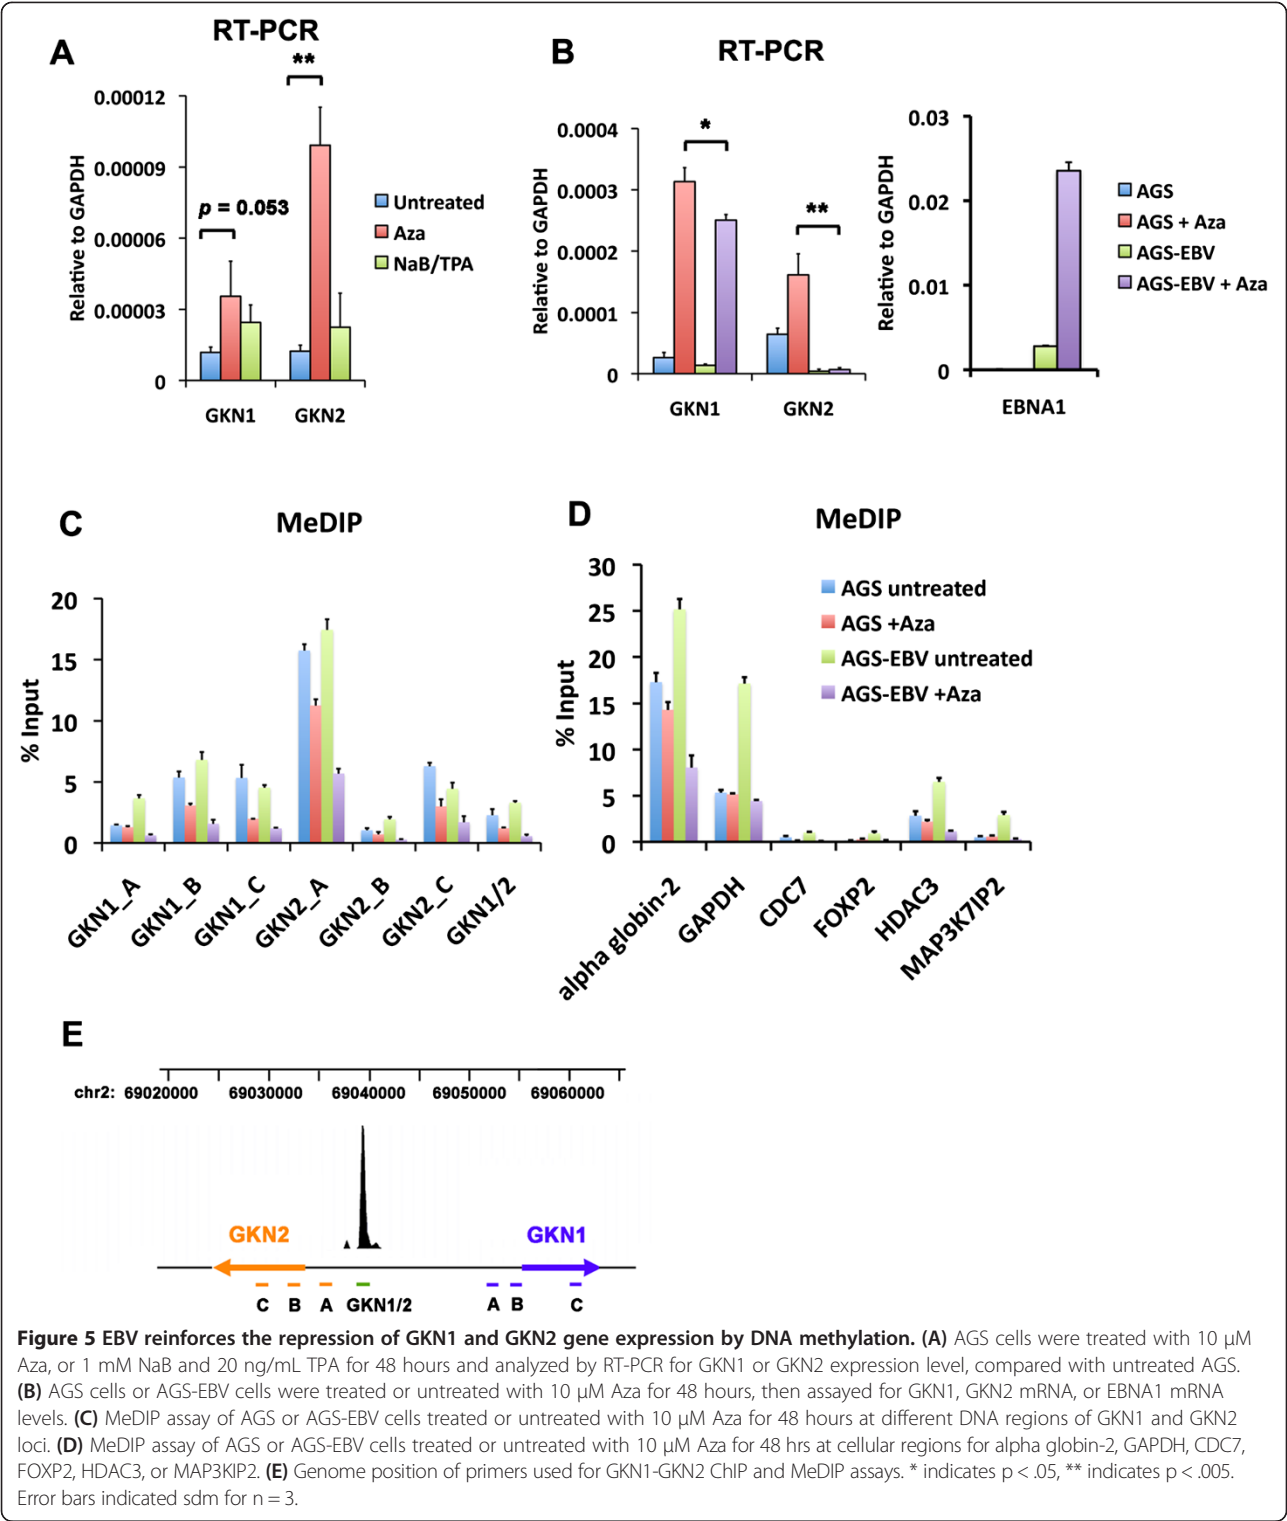 A
RT-PCR
**
0.00012
0.00009
0.00006
0.00003
0
Relative to GAPDH
p = 0.053
GKN1
GKN2
Untreated
Aza
NaB/TPA
B
RT-PCR
0.0004
0.0003
0.0002
0.0001
0
Relative to GAPDH
*
**
GKN1
GKN2
0.03
0.02
0.01
0
Relative to GAPDH
EBNA1
AGS
AGS + Aza
AGS-EBV
AGS-EBV + Aza
C
MeDIP
20
15
10
5
0
% Input
GKN1_A
GKN1_B
GKN1_C
GKN2_A
GKN2_B
GKN2_C
GKN1/2
D
MeDIP
30
25
20
15
10
5
0
% Input
AGS untreated
AGS +Aza
AGS-EBV untreated
AGS-EBV +Aza
alpha globin-2
GAPDH
CDC7
FOXP2
HDAC3
MAP3K7IP2
E
chr2: 69020000 69030000 69040000 69050000 69060000
GKN2
GKN1
C B A GKN1/2 A B C
Figure 5 EBV reinforces the repression of GKN1 and GKN2 gene expression by DNA methylation. (A) AGS cells were treated with 10 μM
Aza, or 1 mM NaB and 20 ng/mL TPA for 48 hours and analyzed by RT-PCR for GKN1 or GKN2 expression level, compared with untreated AGS.
(B) AGS cells or AGS-EBV cells were treated or untreated with 10 μM Aza for 48 hours, then assayed for GKN1, GKN2 mRNA, or EBNA1 mRNA
levels. (C) MeDIP assay of AGS or AGS-EBV cells treated or untreated with 10 μM Aza for 48 hours at different DNA regions of GKN1 and GKN2
loci. (D) MeDIP assay of AGS or AGS-EBV cells treated or untreated with 10 μM Aza for 48 hrs at cellular regions for alpha globin-2, GAPDH, CDC7,
FOXP2, HDAC3, or MAP3KIP2. (E) Genome position of primers used for GKN1-GKN2 ChIP and MeDIP assays. * indicates p < .05, ** indicates p < .005.
Error bars indicated sdm for n = 3.